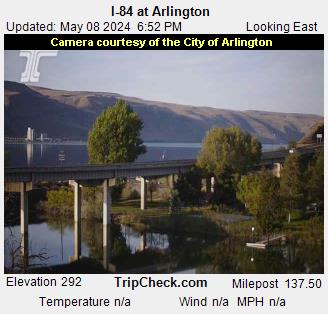 I-84 at Arlington
Updated: May 08 2024 6:52 PM Looking East
Camera courtesy of the City of Arlington
Elevation 292 TripCheck.com Milepost 137.50
Temperature n/a Wind n/a MPH n/a